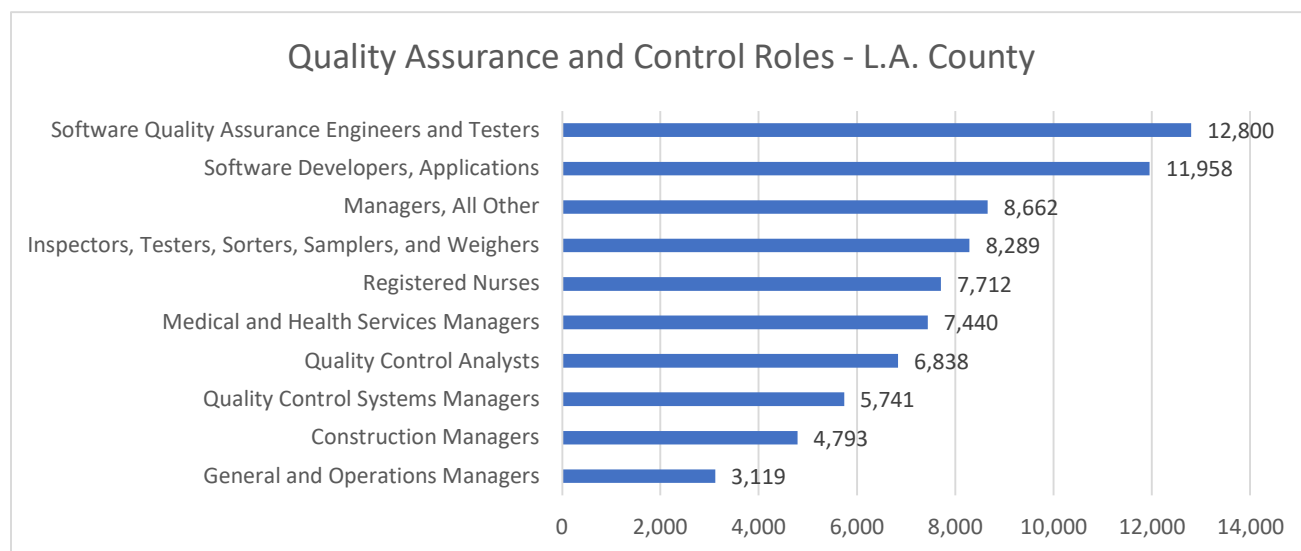 Quality Assurance and Control Roles - L.A. County
Software Quality Assurance Engineers and Testers 12,800
Software Developers, Applications 11,958
Managers, All Other 8,662
Inspectors, Testers, Sorters, Samplers, and Weighers 8,289
Registered Nurses 7,712
Medical and Health Services Managers 7,440
Quality Control Analysts 6,838
Quality Control Systems Managers 5,741
Construction Managers 4,793
General and Operations Managers 3,119
0 2,000 4,000 6,000 8,000 10,000 12,000 14,000